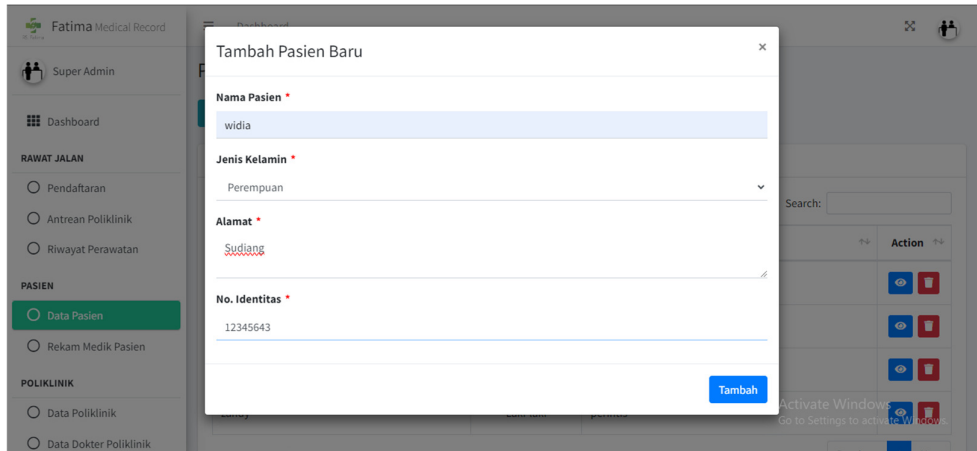 Fatima Medical Record
Dashboard
Super Admin
Dashboard
RAWAT JALAN
Pendaftaran
Antrean Poliklinik
Riwayat Perawatan
PASIEN
Data Pasien
Rekam Medik Pasien
POLIKLINIK
Data Poliklinik
Data Dokter Poliklinik
Tambah Pasien Baru
×
Nama Pasien *
widia
Jenis Kelamin *
Perempuan
Alamat *
Sudiang
No. Identitas *
12345643
Tambah
Search:
Action
Activate Windows
Go to Settings to activate Windows.